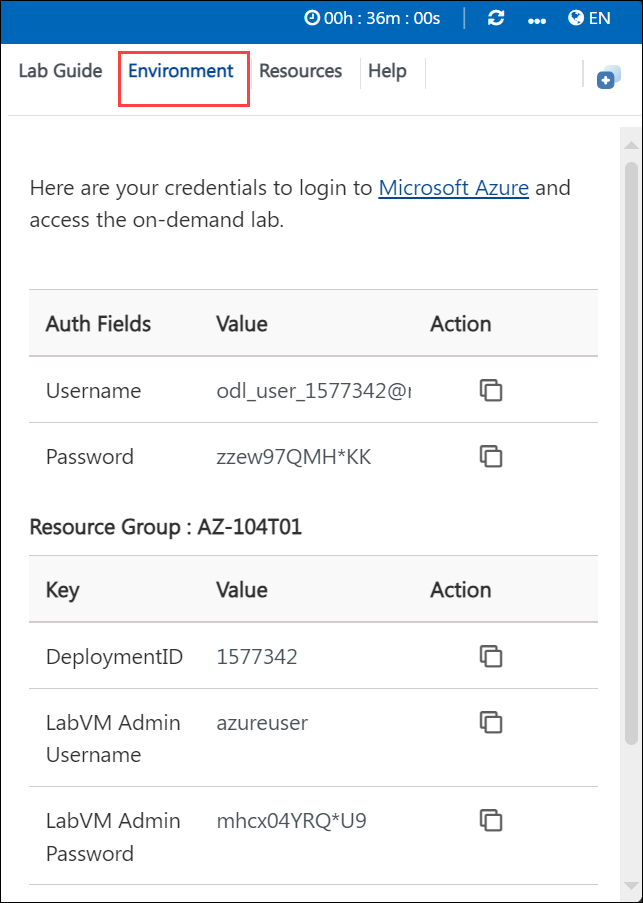 00h : 36m : 00s EN
Lab Guide Environment Resources Help
Here are your credentials to login to Microsoft Azure and
access the on-demand lab.
Auth Fields Value Action
Username odl_user_1577342@
Password zzew97QMH*KK
Resource Group : AZ-104T01
Key Value Action
DeploymentID 1577342
LabVM Admin azureuser
Username
LabVM Admin mhcx04YRQ*U9
Password